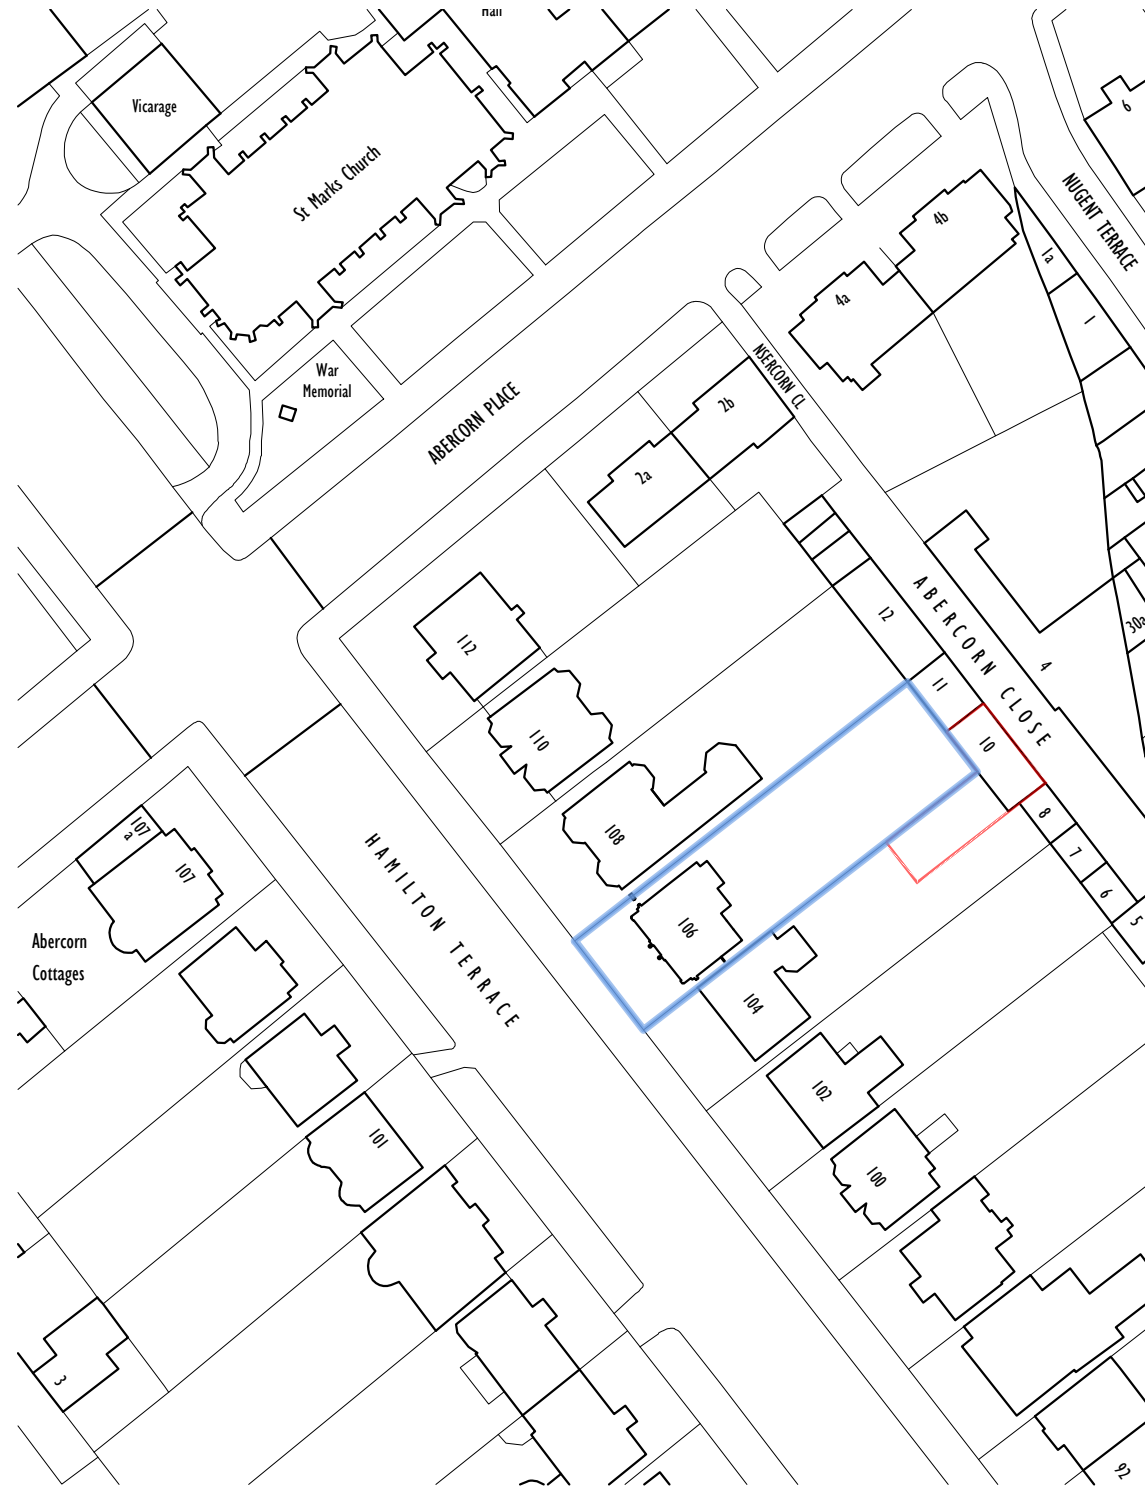 Hall
Vicarage
St Marks Church
6
NUGENT TERRACE
4b
1a
4a
1
War
Memorial
ABERCORN PLACE
NSERCORN CL
2b
2a
12
ABERCORN CLOSE
30a
112
11
4
110
10
108
8
107
a
107
HAMILTON TERRACE
7
6
5
106
Abercorn
Cottages
104
102
101
100
3
92